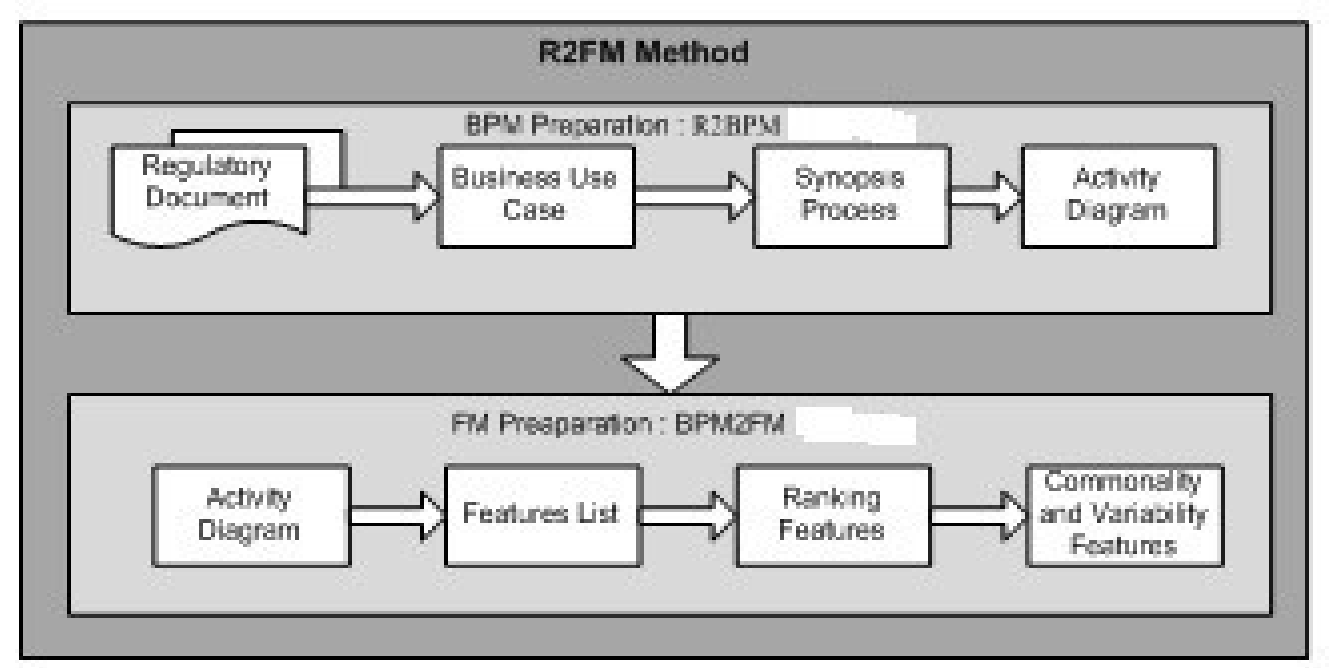 R2FM Method
BPM Preparation : R2BPM
Regulatory
Document
Business Use
Case
Synopsis
Process
Activity
Diagram
FM Preaparation : BPM2FM
Activity
Diagram
Features List
Ranking
Features
Commonality
and Variability
Features